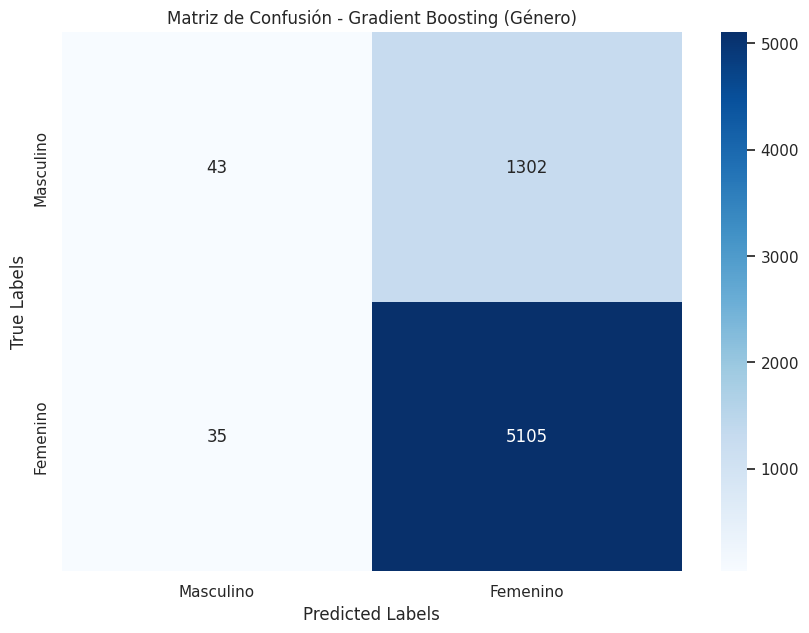 Matriz de Confusión - Gradient Boosting (Género)
True Labels
Masculino
Femenino
43
1302
35
5105
Masculino
Femenino
Predicted Labels
5000
4000
3000
2000
1000